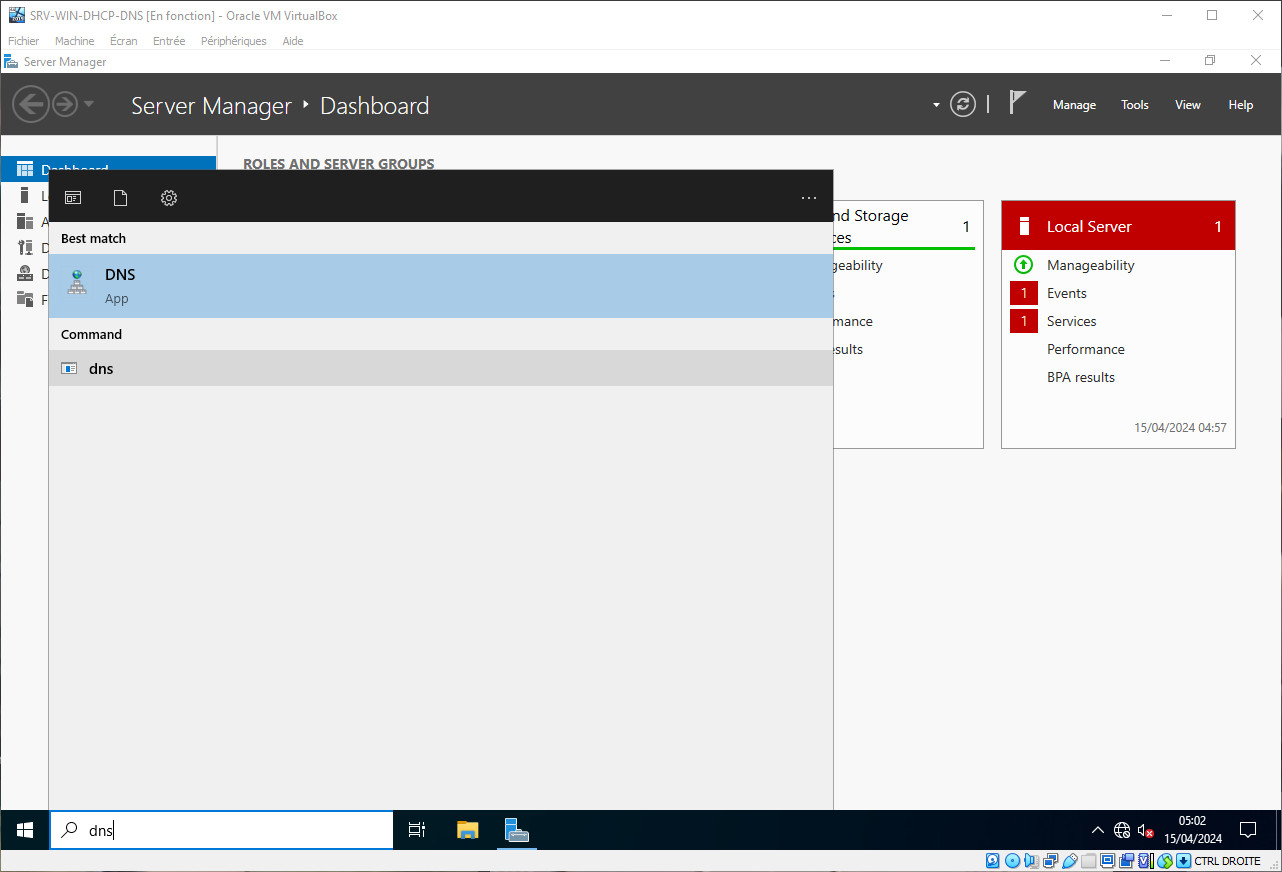 SRV-WIN-DHCP-DNS [En fonction] - Oracle VM VirtualBox
Fichier Machine Écran Entrée Périphériques Aide
Server Manager
Server Manager ‣ Dashboard
Manage Tools View Help
Dashboard
ROLES AND SERVER GROUPS
Best match
DNS
App
Command
dns
nd Storage
ces
1
geability
mance
esults
Local Server 1
Manageability
1 Events
1 Services
Performance
BPA results
15/04/2024 04:57
dns
05:02
15/04/2024
CTRL DROITE